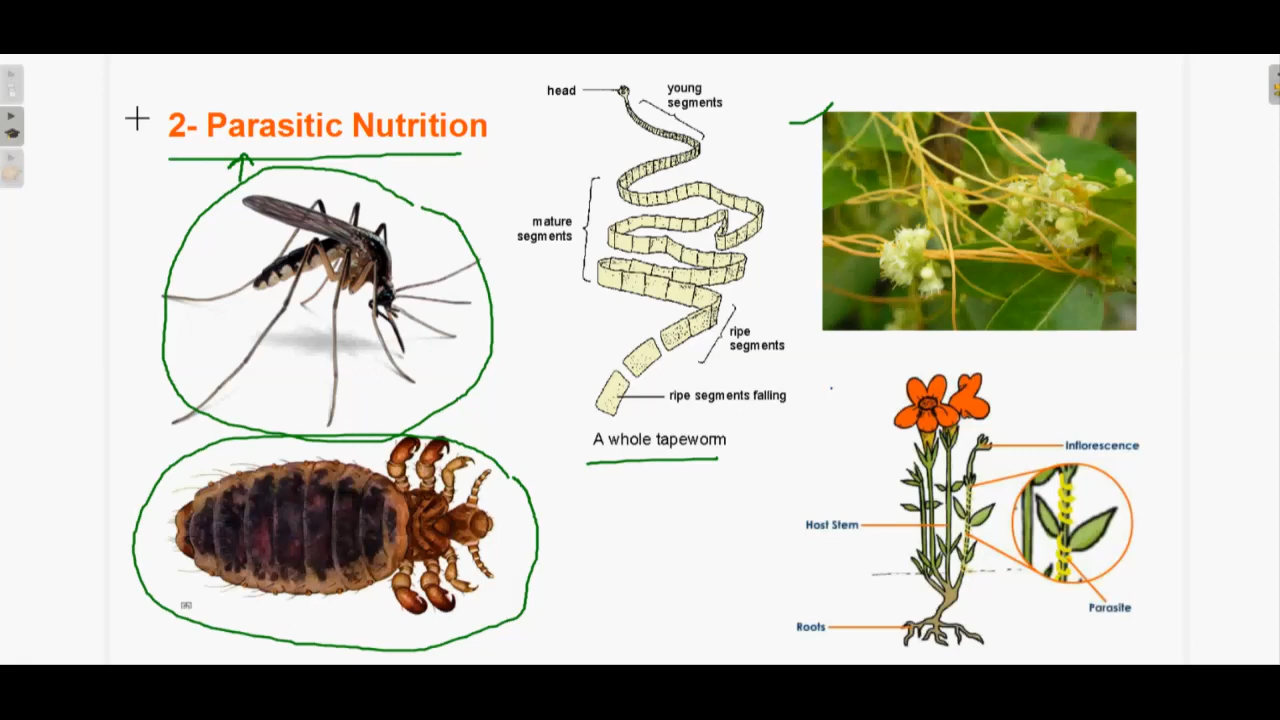 2- Parasitic Nutrition
head
young
segments
mature
segments
ripe
segments
ripe segments falling
A whole tapeworm
Inflorescence
Host Stem
Parasite
Roots